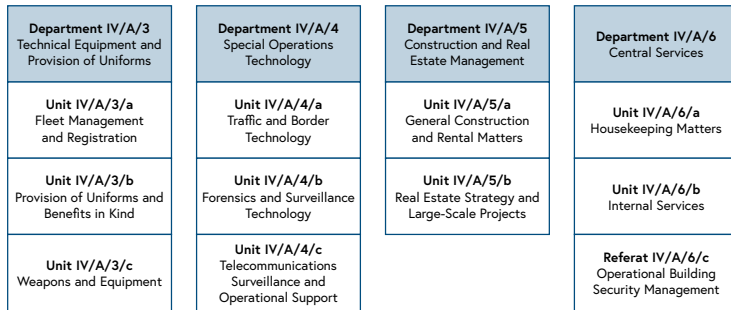 Department IV/A/3
Technical Equipment and
Provision of Uniforms
Unit IV/A/3/a
Fleet Management
and Registration
Unit IV/A/3/b
Provision of Uniforms and
Benefits in Kind
Unit IV/A/3/c
Weapons and Equipment
Department IV/A/4
Special Operations
Technology
Unit IV/A/4/a
Traffic and Border
Technology
Unit IV/A/4/b
Forensics and Surveillance
Technology
Unit IV/A/4/c
Telecommunications
Surveillance and
Operational Support
Department IV/A/5
Construction and Real
Estate Management
Unit IV/A/5/a
General Construction
and Rental Matters
Unit IV/A/5/b
Real Estate Strategy and
Large-Scale Projects
Department IV/A/6
Central Services
Unit IV/A/6/a
Housekeeping Matters
Unit IV/A/6/b
Internal Services
Referat IV/A/6/c
Operational Building
Security Management